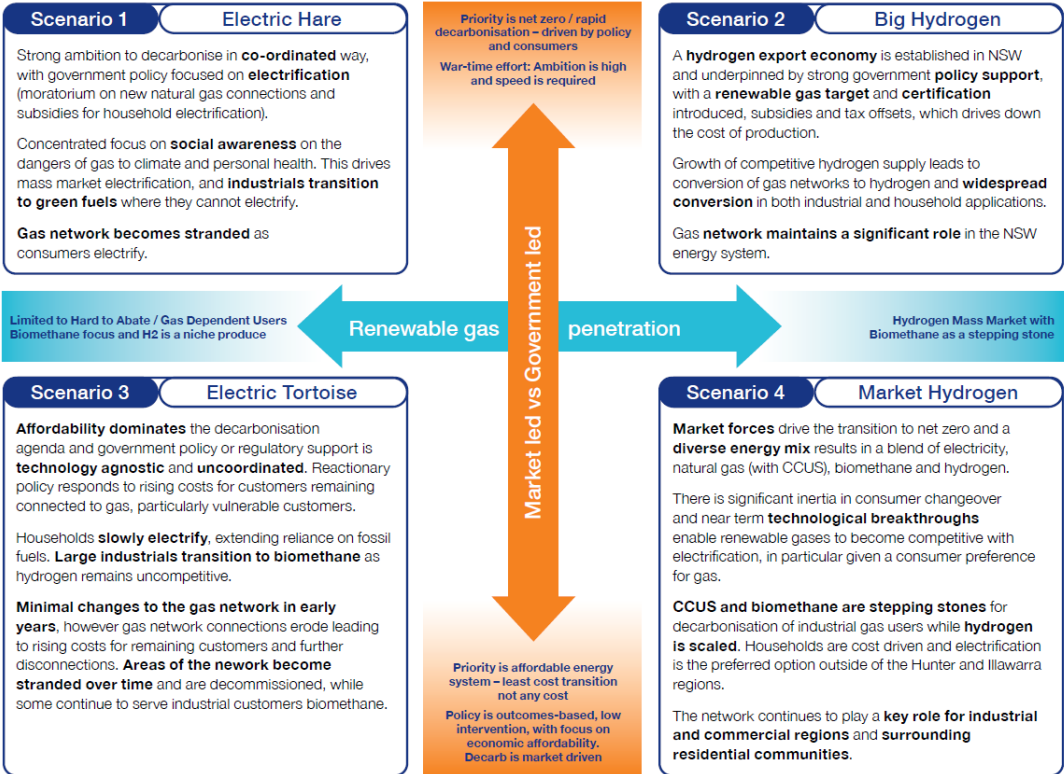 Scenario 1
Electric Hare
Strong ambition to decarbonise in co-ordinated way,
with government policy focused on electrification
(moratorium on new natural gas connections and
subsidies for household electrification).
Concentrated focus on social awareness on the
dangers of gas to climate and personal health. This drives
mass market electrification, and industrials transition
to green fuels where they cannot electrify.
Gas network becomes stranded as
consumers electrify.
Priority is net zero / rapid
decarbonisation – driven by policy
and consumers
War-time effort: Ambition is high
and speed is required
Scenario 2
Big Hydrogen
A hydrogen export economy is established in NSW
and underpinned by strong government policy support,
with a renewable gas target and certification
introduced, subsidies and tax offsets, which drives down
the cost of production.
Growth of competitive hydrogen supply leads to
conversion of gas networks to hydrogen and widespread
conversion in both industrial and household applications.
Gas network maintains a significant role in the NSW
energy system.
Limited to Hard to Abate / Gas Dependent Users
Biomethane focus and H2 is a niche produce
Renewable gas penetration
Market led vs Government led
Hydrogen Mass Market with
Biomethane as a stepping stone
Scenario 3
Electric Tortoise
Affordability dominates the decarbonisation
agenda and government policy or regulatory support is
technology agnostic and uncoordinated. Reactionary
policy responds to rising costs for customers remaining
connected to gas, particularly vulnerable customers.
Households slowly electrify, extending reliance on fossil
fuels. Large industrials transition to biomethane as
hydrogen remains uncompetitive.
Minimal changes to the gas network in early
years, however gas network connections erode leading
to rising costs for remaining customers and further
disconnections. Areas of the nework become
stranded over time and are decommissioned, while
some continue to serve industrial customers biomethane.
Priority is affordable energy
system – least cost transition
not any cost
Policy is outcomes-based, low
intervention, with focus on
economic affordability.
Decarb is market driven
Scenario 4
Market Hydrogen
Market forces drive the transition to net zero and a
diverse energy mix results in a blend of electricity,
natural gas (with CCUS), biomethane and hydrogen.
There is significant inertia in consumer changeover
and near term technological breakthroughs
enable renewable gases to become competitive with
electrification, in particular given a consumer preference
for gas.
CCUS and biomethane are stepping stones for
decarbonisation of industrial gas users while hydrogen
is scaled. Households are cost driven and electrification
is the preferred option outside of the Hunter and Illawarra
regions.
The network continues to play a key role for industrial
and commercial regions and surrounding
residential communities.